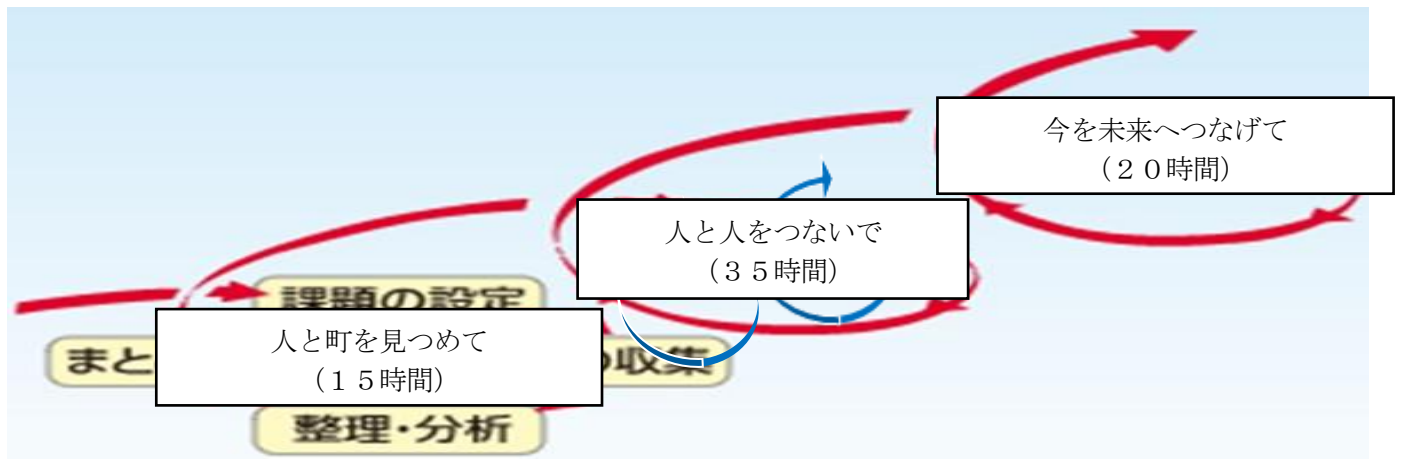 今を未来へつなげて
（２０時間）
人と人をつないで
（３５時間）
課題の設定
人と町を見つめて
（１５時間）
まと
の収集
整理・分析